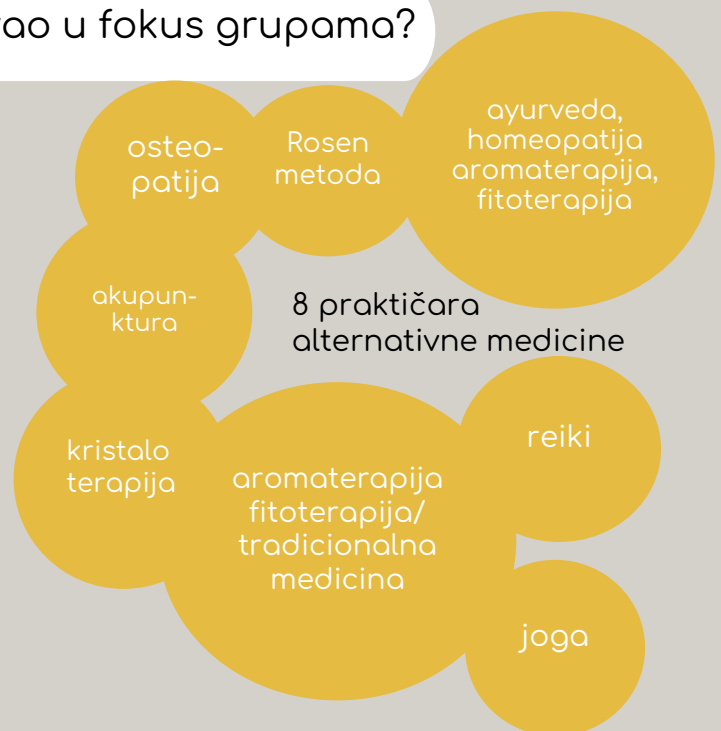 u fokus grupama?
osteo-
patija
Rosen
metoda
ayurveda,
homeopatija
aromaterapija,
fitoterapija
akupun-
ktura
8 praktičara
alternativne medicine
kristalo
terapija
aromaterapija
fitoterapija/
tradicionalna
medicina
reiki
joga